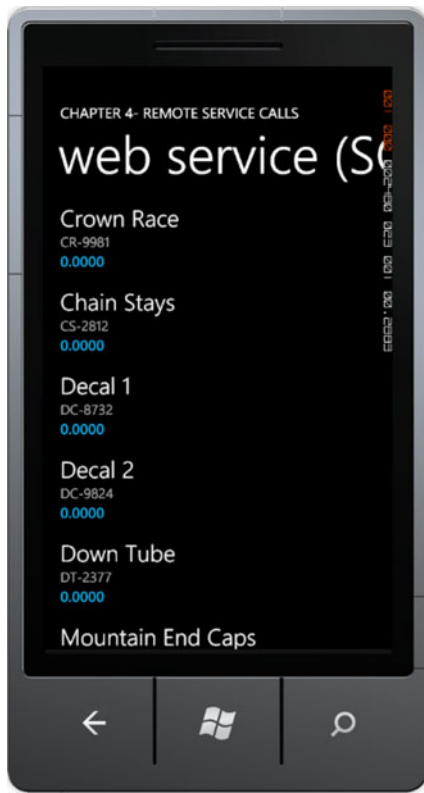 CHAPTER 4- REMOTE SERVICE CALLS
web service (SO
Crown Race
CR-9981
0.0000
Chain Stays
CS-2812
0.0000
Decal 1
DC-8732
0.0000
Decal 2
DC-9824
0.0000
Down Tube
DT-2377
0.0000
Mountain End Caps